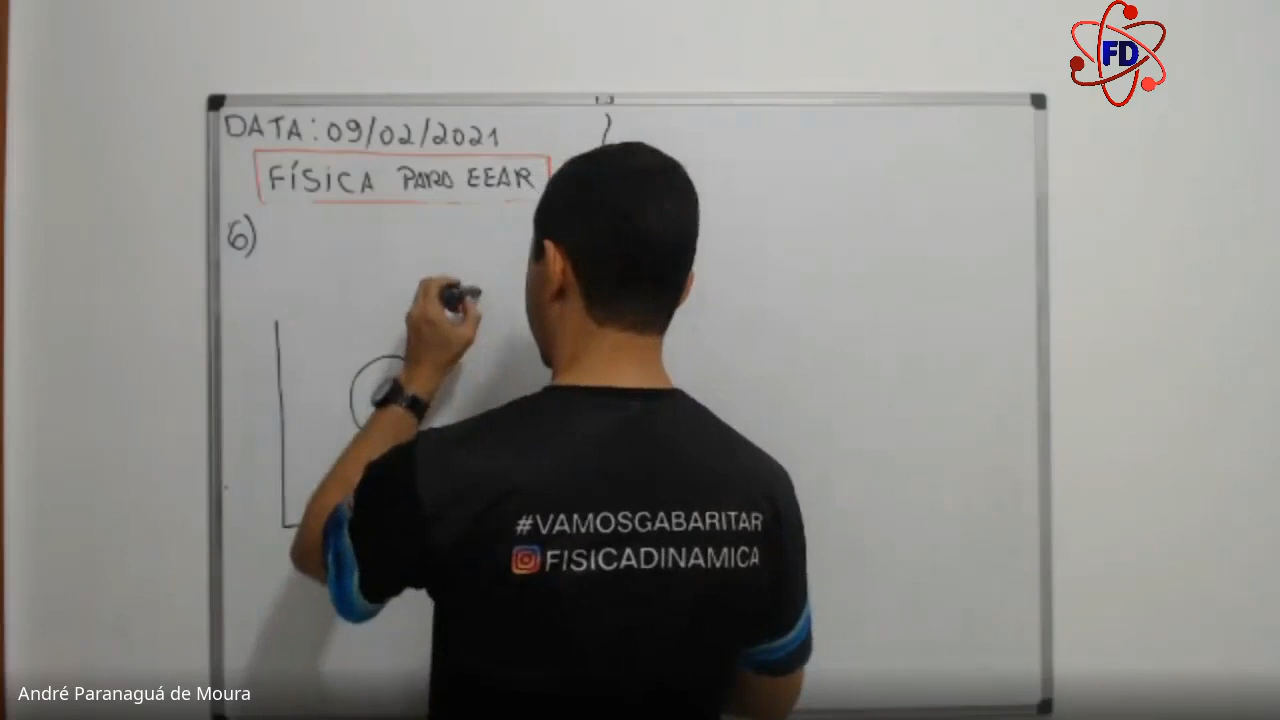 FD
DATA: 09/02/2021
FÍSICA PARA EEAR
6)
#VAMOSGABARITAR
FISICADINAMICA
André Paranaguá de Moura